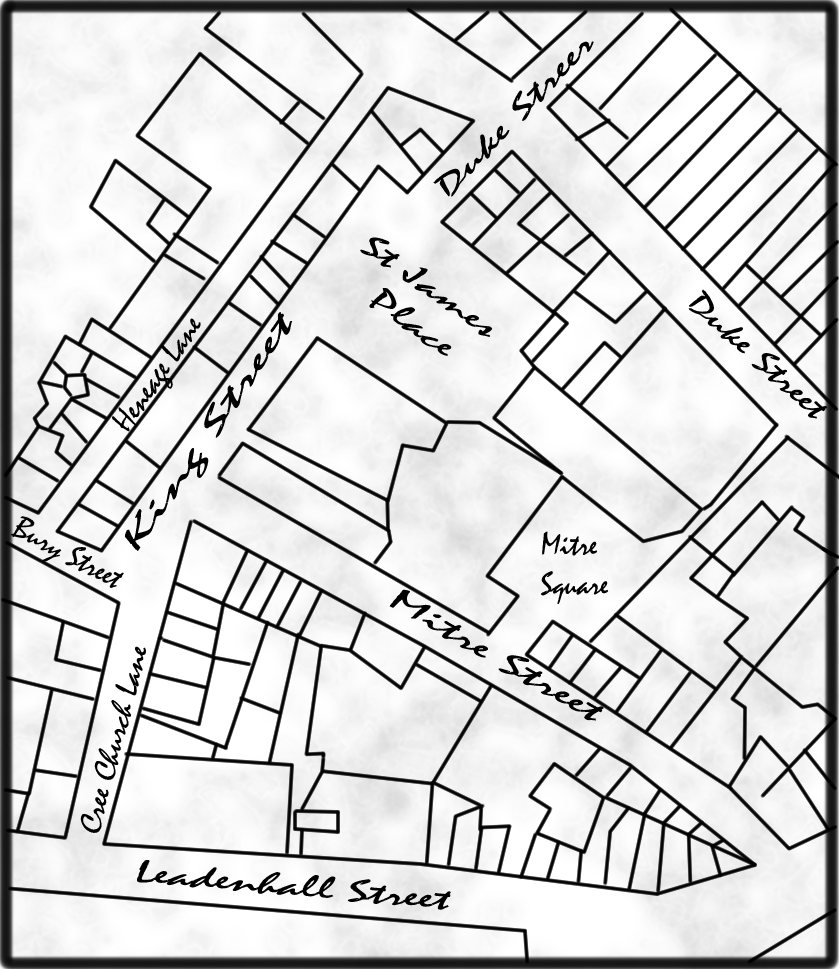 Duke Streer
St James
Place
Duke Street
Heneage Lane
King Street
Bury Street
Mitre
Square
Mitre Street
Cree Church Lane
Leadenhall Street